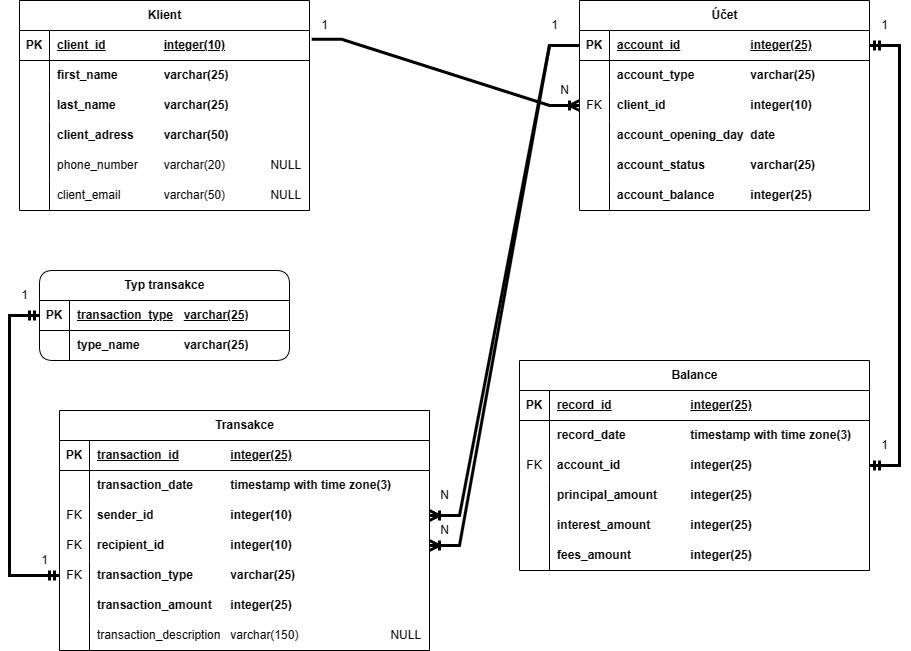 Klient
PK client_id integer(10)
first_name varchar(25)
last_name varchar(25)
client_adress varchar(50)
phone_number varchar(20) NULL
client_email varchar(50) NULL
1
N
1
Účet
PK account_id integer(25)
account_type varchar(25)
FK client_id integer(10)
account_opening_day date
account_status varchar(25)
account_balance integer(25)
1
1
Typ transakce
PK transaction_type varchar(25)
type_name varchar(25)
1
Balance
PK record_id integer(25)
record_date timestamp with time zone(3)
FK account_id integer(25)
principal_amount integer(25)
interest_amount integer(25)
fees_amount integer(25)
1
Transakce
PK transaction_id integer(25)
transaction_date timestamp with time zone(3)
FK sender_id integer(10)
FK recipient_id integer(10)
FK transaction_type varchar(25)
transaction_amount integer(25)
transaction_description varchar(150) NULL
N
N